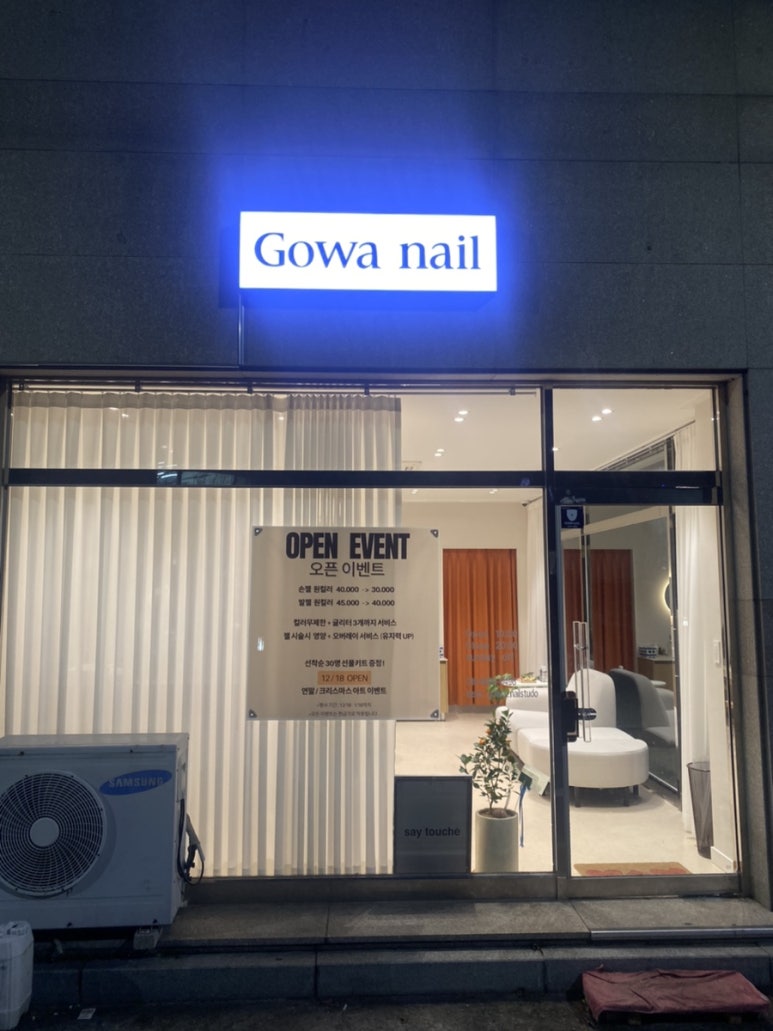 Gowa nail
OPEN EVENT
오픈 이벤트
손젤 원컬러 40.000 -> 30.000
발젤 원컬러 45.000 -> 40.000
컬러무제한 + 글리터 3개까지 서비스
젤 시술시 영양 + 오버레이 서비스 (유지력 UP)
선착순 30명 선물키트 증정!
12/18 OPEN
연말/크리스마스 아트 이벤트
say touché
SAMSUNG